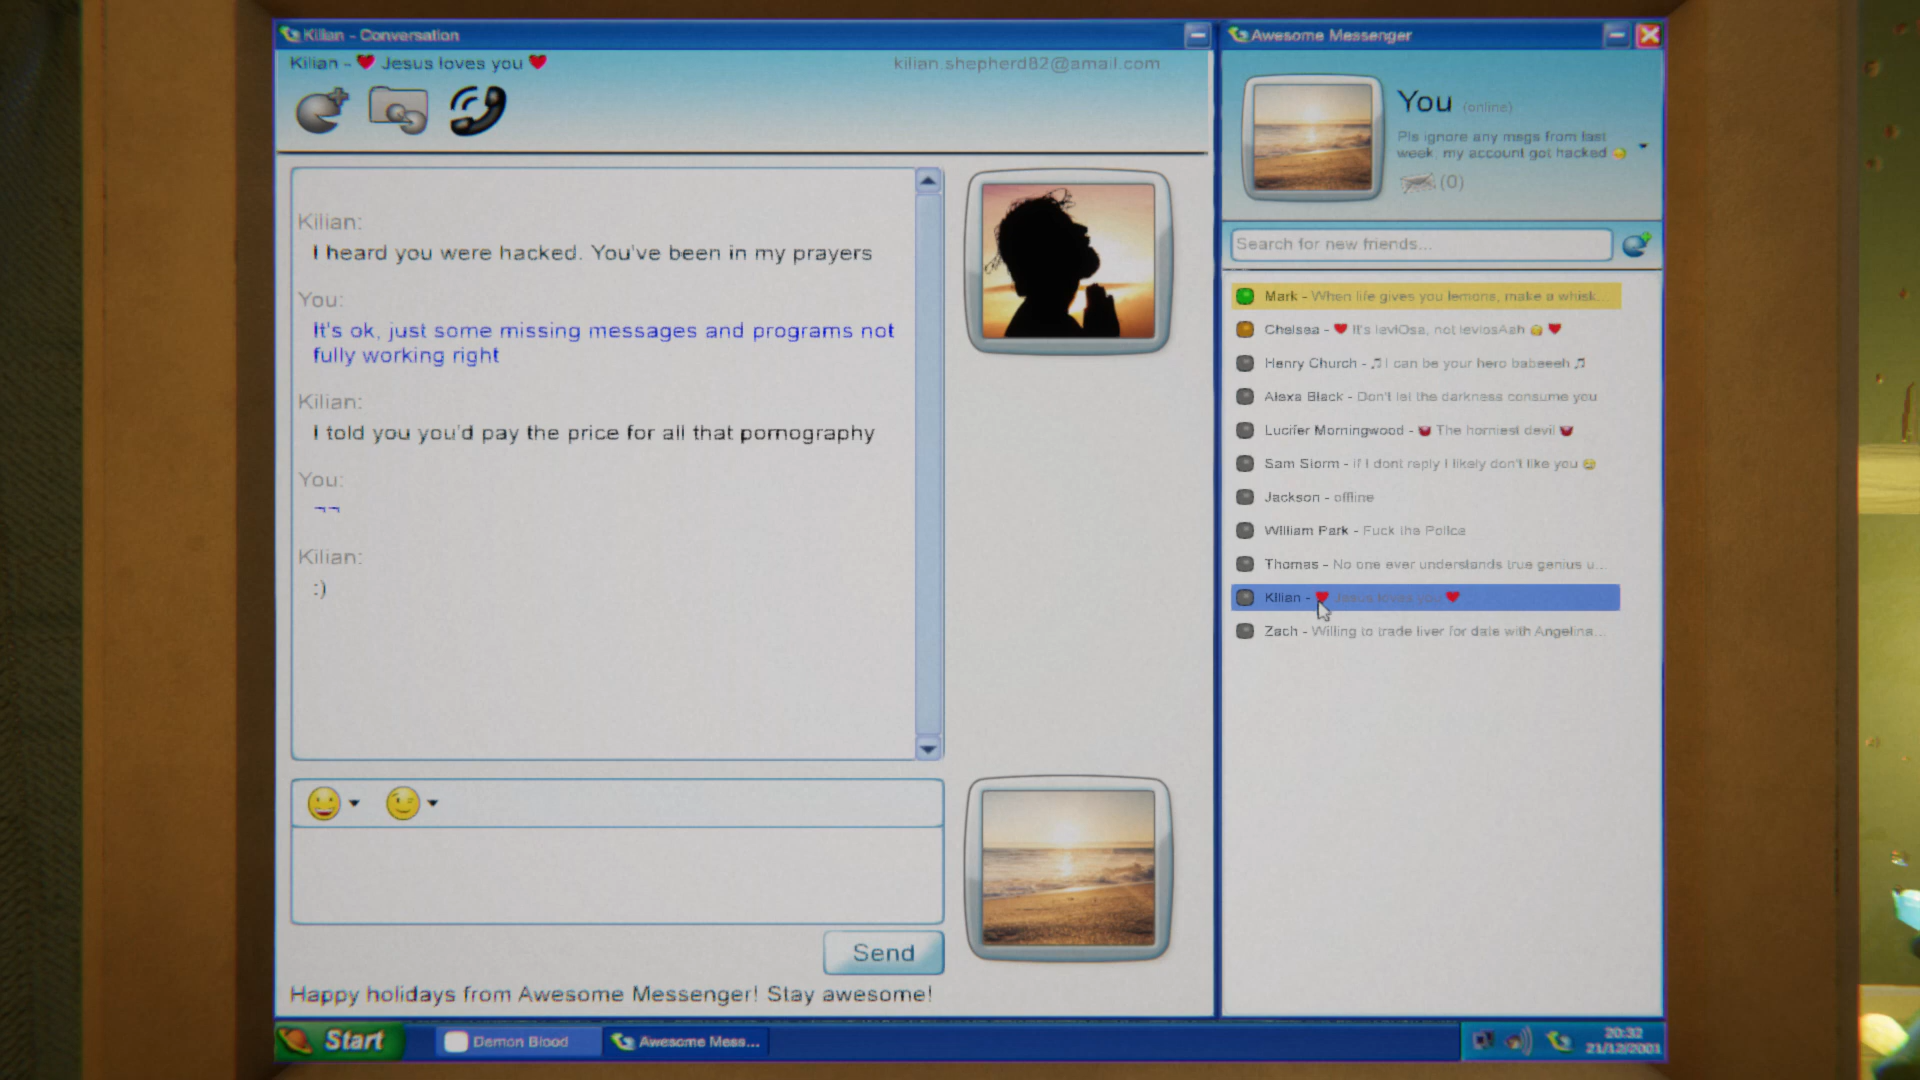 Kilian - Conversation
Kilian - ❤ Jesus loves you ❤
kilian.shepherd82@amail.com
Kilian:
I heard you were hacked. You've been in my prayers
You:
It's ok, just some missing messages and programs not
fully working right
Kilian:
I told you you'd pay the price for all that pornography
You:
¬¬
Kilian:
:)
Send
Happy holidays from Awesome Messenger! Stay awesome!
Awesome Messenger
You (online)
Pls ignore any msgs from last
week, my account got hacked
(0)
Search for new friends...
Mark - When life gives you lemons, make a whisk...
Chelsea - ❤ It's leviOsa, not leviosAah ❤
Henry Church - ♫ I can be your hero babeeeh ♫
Alexa Black - Don't let the darkness consume you
Lucifer Morningwood - The horniest devil
Sam Storm - if I dont reply I likely don't like you
Jackson - offline
William Park - Fuck the Police
Thomas - No one ever understands true genius u...
Kilian - ❤ Jesus loves you ❤
Zach - Willing to trade liver for date with Angelina...
Start
Demon Blood
Awesome Mess...
20:32
21/12/2001